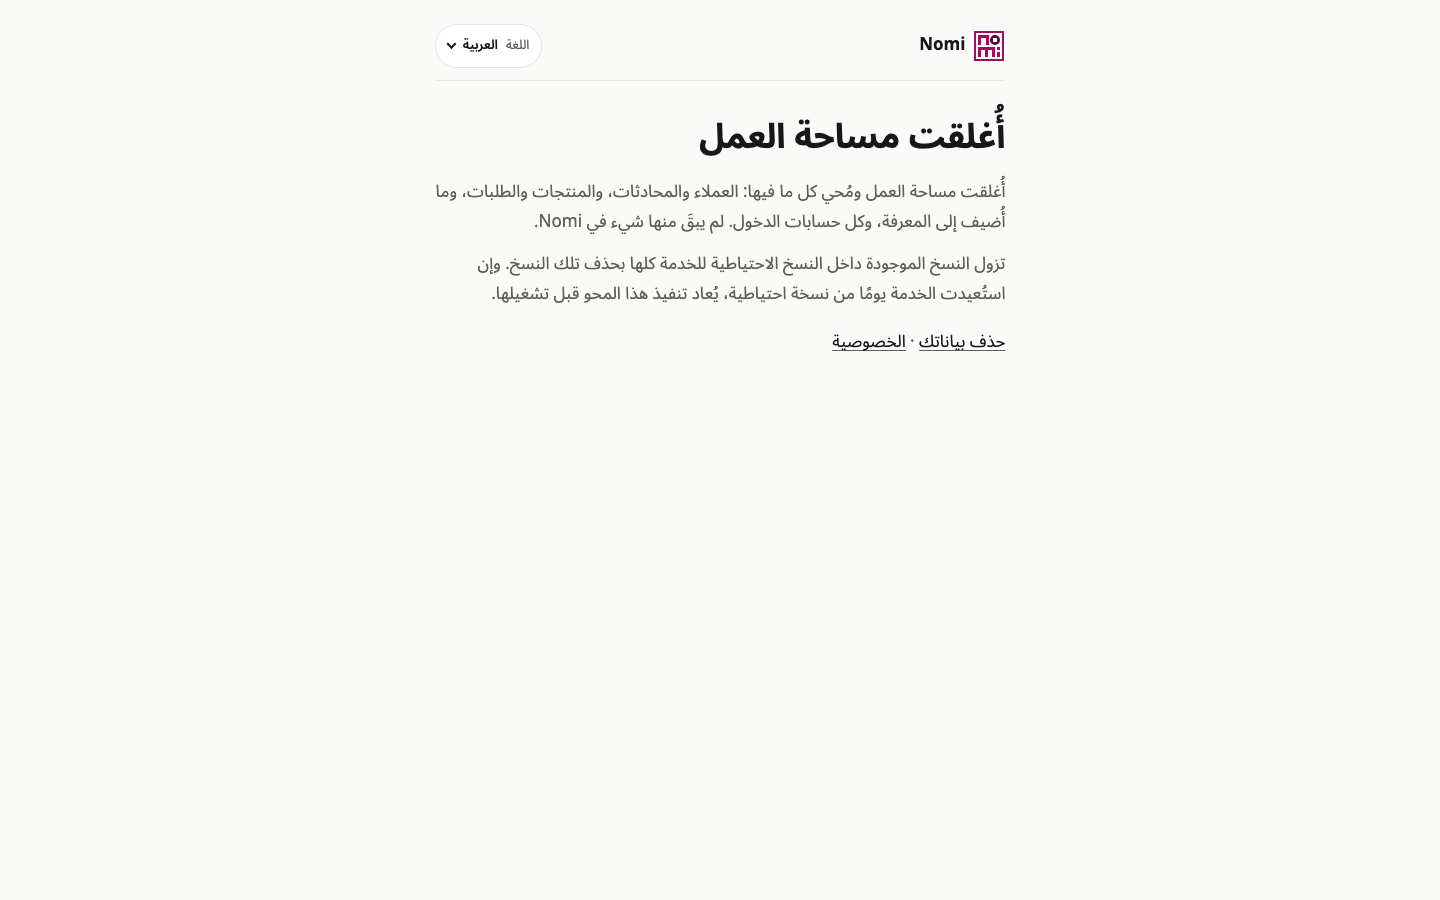 Nomi
اللغة العربية
أُغلقت مساحة العمل
أُغلقت مساحة العمل ومُحي كل ما فيها: العملاء والمحادثات، والمنتجات والطلبات، وما
أُضيف إلى المعرفة، وكل حسابات الدخول. لم يبقَ منها شيء في Nomi.
تزول النسخ الموجودة داخل النسخ الاحتياطية للخدمة كلها بحذف تلك النسخ. وإن
استُعيدت الخدمة يومًا من نسخة احتياطية، يُعاد تنفيذ هذا المحو قبل تشغيلها.
حذف بياناتك · الخصوصية